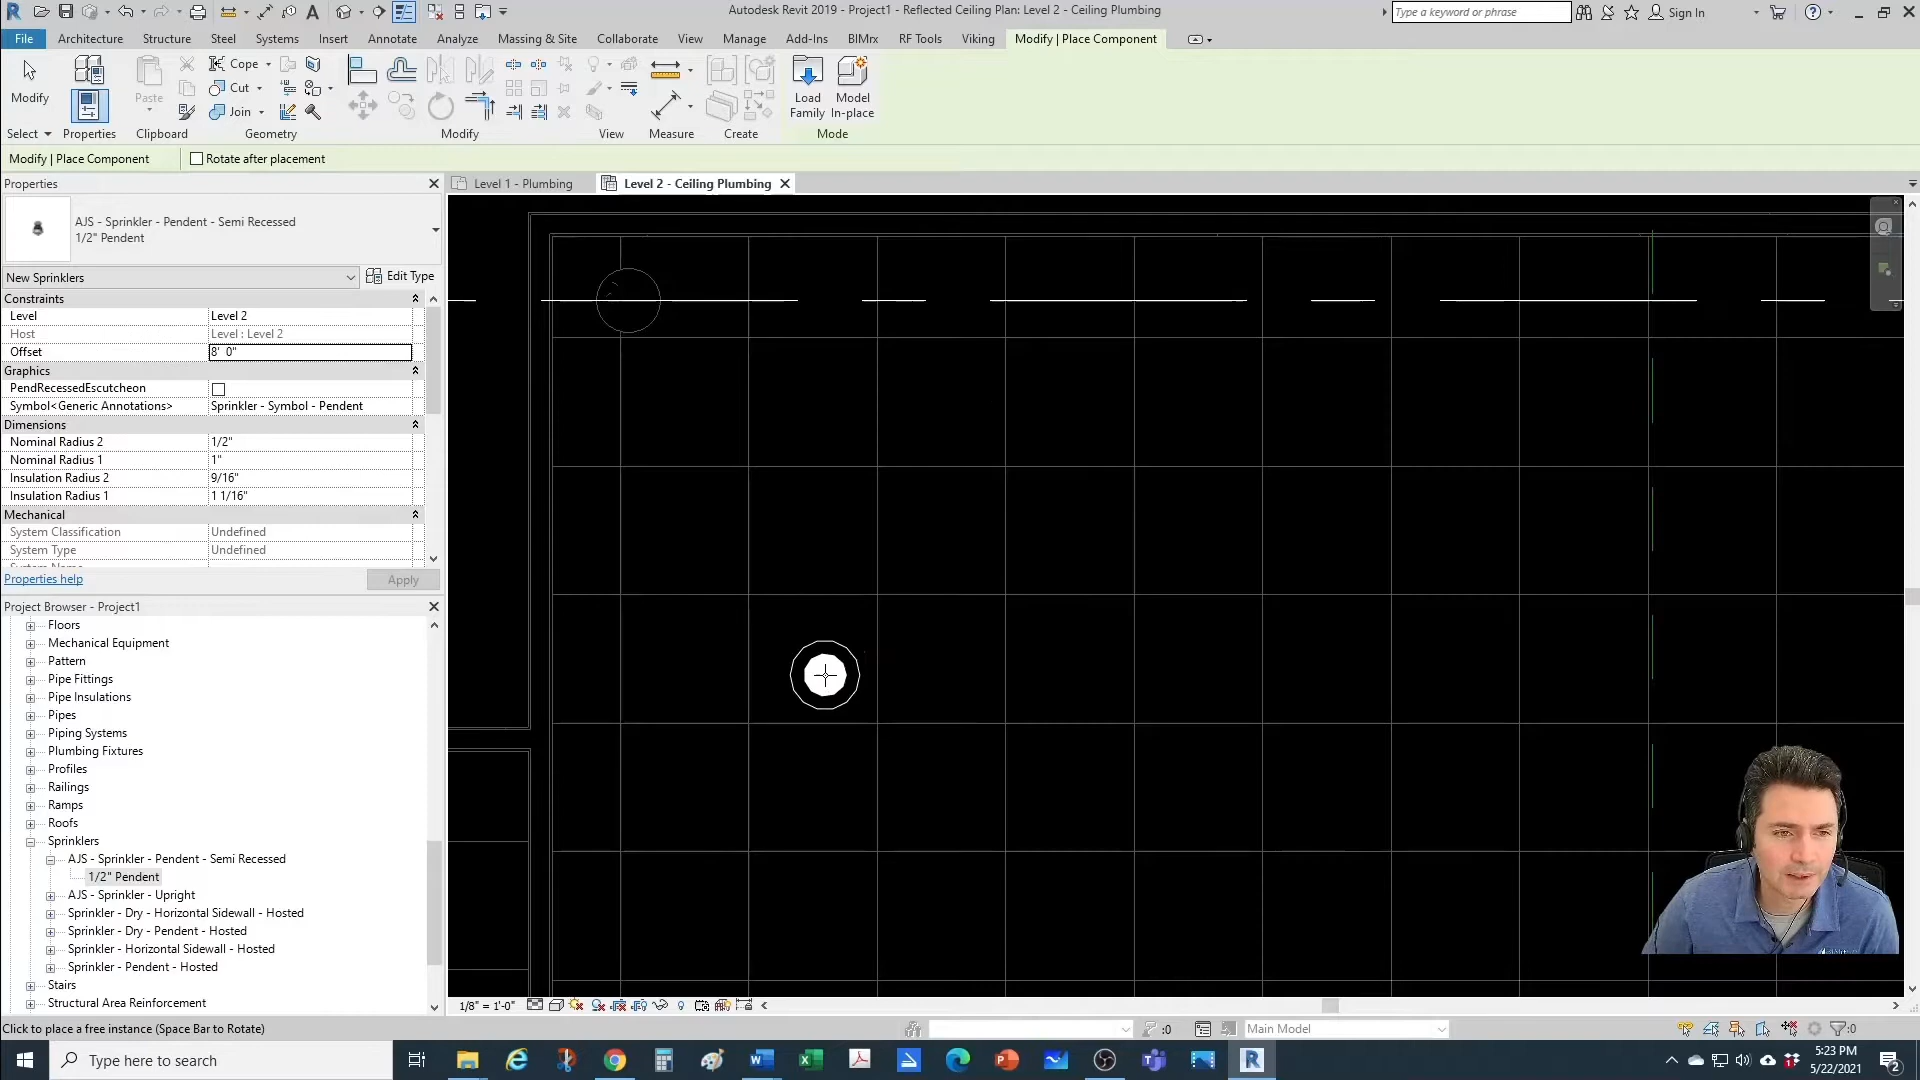 Autodesk Revit 2019 - Project1 - Reflected Ceiling Plan: Level 2 - Ceiling Plumbing
Type a keyword or phrase
Sign In
File Architecture Structure Steel Systems Insert Annotate Analyze Massing & Site Collaborate View Manage Add-Ins BIMrx RF Tools Viking Modify | Place Component
Modify
Paste
Cope
Cut
Join
Load Family
Model In-place
Select Properties Clipboard Geometry Modify View Measure Create Mode
Modify | Place Component Rotate after placement
Properties
Level 1 - Plumbing
Level 2 - Ceiling Plumbing
AJS - Sprinkler - Pendent - Semi Recessed
1/2" Pendent
New Sprinklers Edit Type
Constraints
Level Level 2
Host Level : Level 2
Offset 8' 0"
Graphics
PendRecessedEscutcheon
Symbol<Generic Annotations> Sprinkler - Symbol - Pendent
Dimensions
Nominal Radius 2 1/2"
Nominal Radius 1 1"
Insulation Radius 2 9/16"
Insulation Radius 1 1 1/16"
Mechanical
System Classification Undefined
System Type Undefined
Properties help Apply
Project Browser - Project1
Floors
Mechanical Equipment
Pattern
Pipe Fittings
Pipe Insulations
Pipes
Piping Systems
Plumbing Fixtures
Profiles
Railings
Ramps
Roofs
Sprinklers
AJS - Sprinkler - Pendent - Semi Recessed
1/2" Pendent
AJS - Sprinkler - Upright
Sprinkler - Dry - Horizontal Sidewall - Hosted
Sprinkler - Dry - Pendent - Hosted
Sprinkler - Horizontal Sidewall - Hosted
Sprinkler - Pendent - Hosted
Stairs
Structural Area Reinforcement
1/8" = 1'-0"
Click to place a free instance (Space Bar to Rotate)
:0
Main Model
:0
Type here to search
5:23 PM
5/22/2021
2